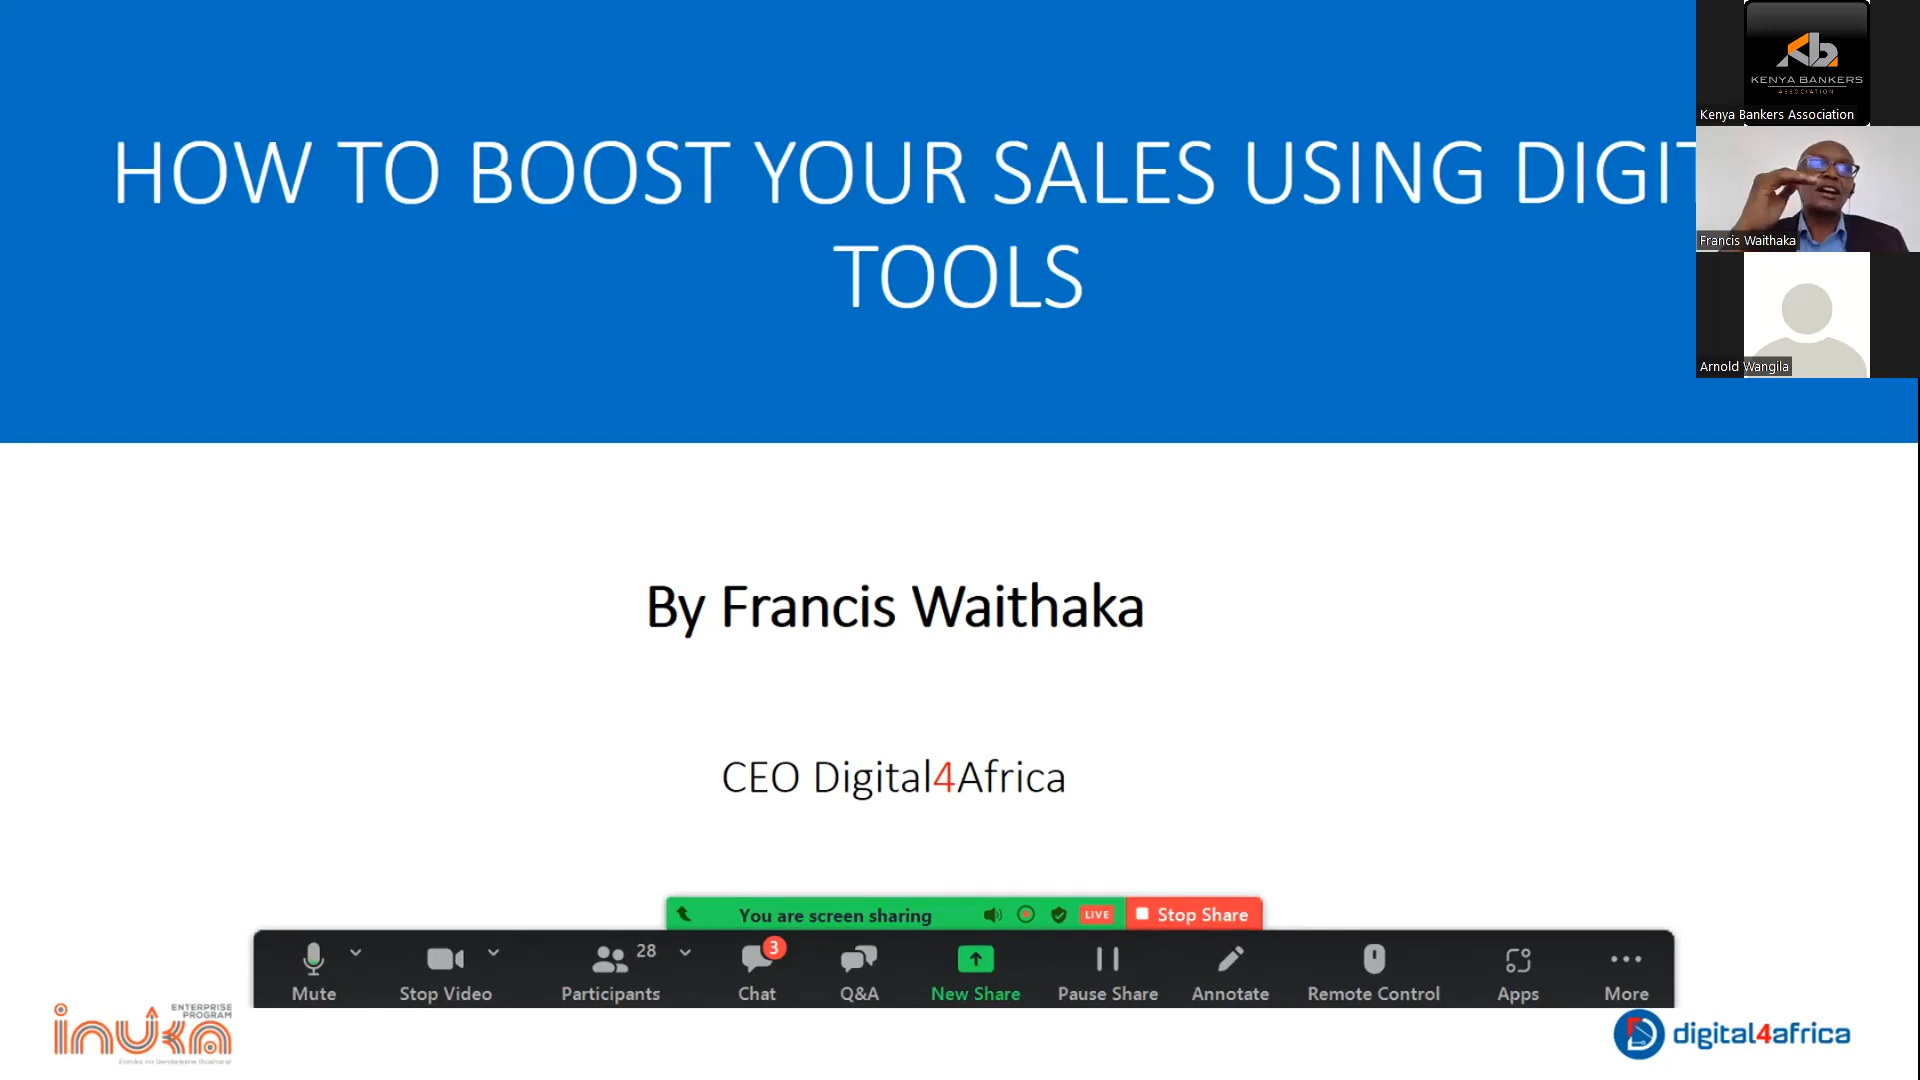 HOW TO BOOST YOUR SALES USING DIGIT
TOOLS
KENYA BANKERS
ASSOCIATION
Kenya Bankers Association
Francis Waithaka
Arnold Wangila
By Francis Waithaka
CEO Digital4Africa
You are screen sharing
LIVE
Stop Share
28
3
Mute
Stop Video
Participants
Chat
Q&A
New Share
Pause Share
Annotate
Remote Control
Apps
More
ENTERPRISE
PROGRAM
inuka
digital4africa